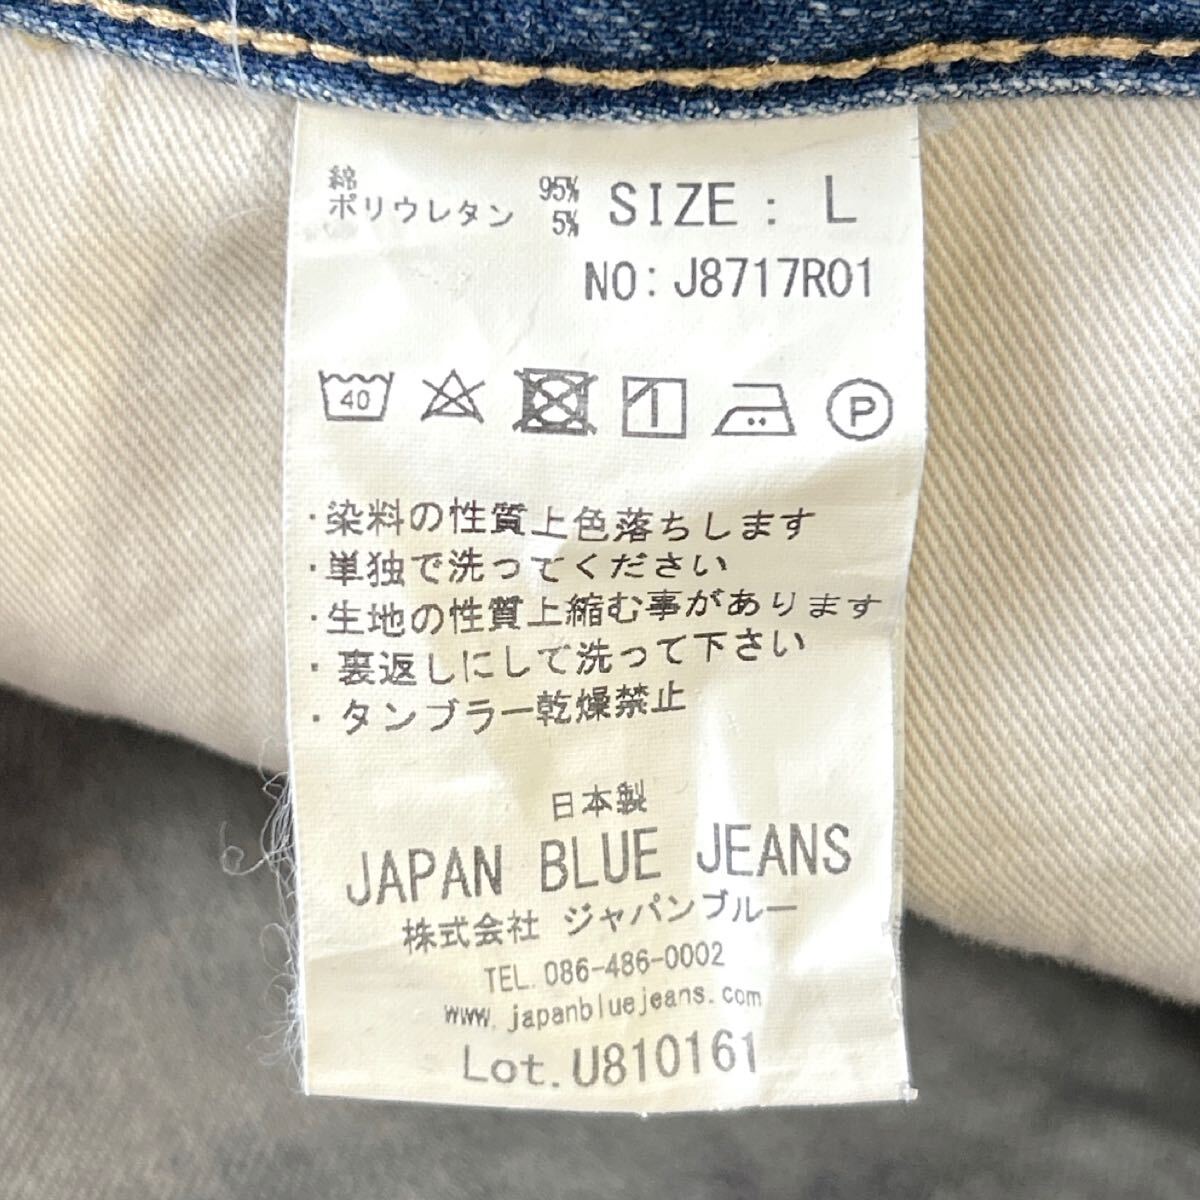 綿 95%
ポリウレタン 5%
SIZE: L
NO:J8717R01
40
P
・染料の性質上色落ちします
・単独で洗ってください
・生地の性質上縮む事があります
・裏返しにして洗って下さい
・タンブラー乾燥禁止
日本製
JAPAN BLUE JEANS
株式会社 ジャパンブルー
TEL.086-486-0002
www.japanbluejeans.com
Lot.U810161